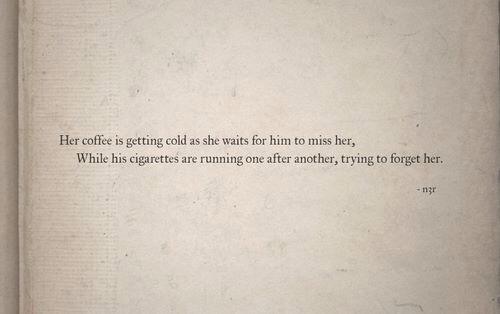 Her coffee is getting cold as she waits for him to miss her,
While his cigarettes are running one after another, trying to forget her.
- n3r